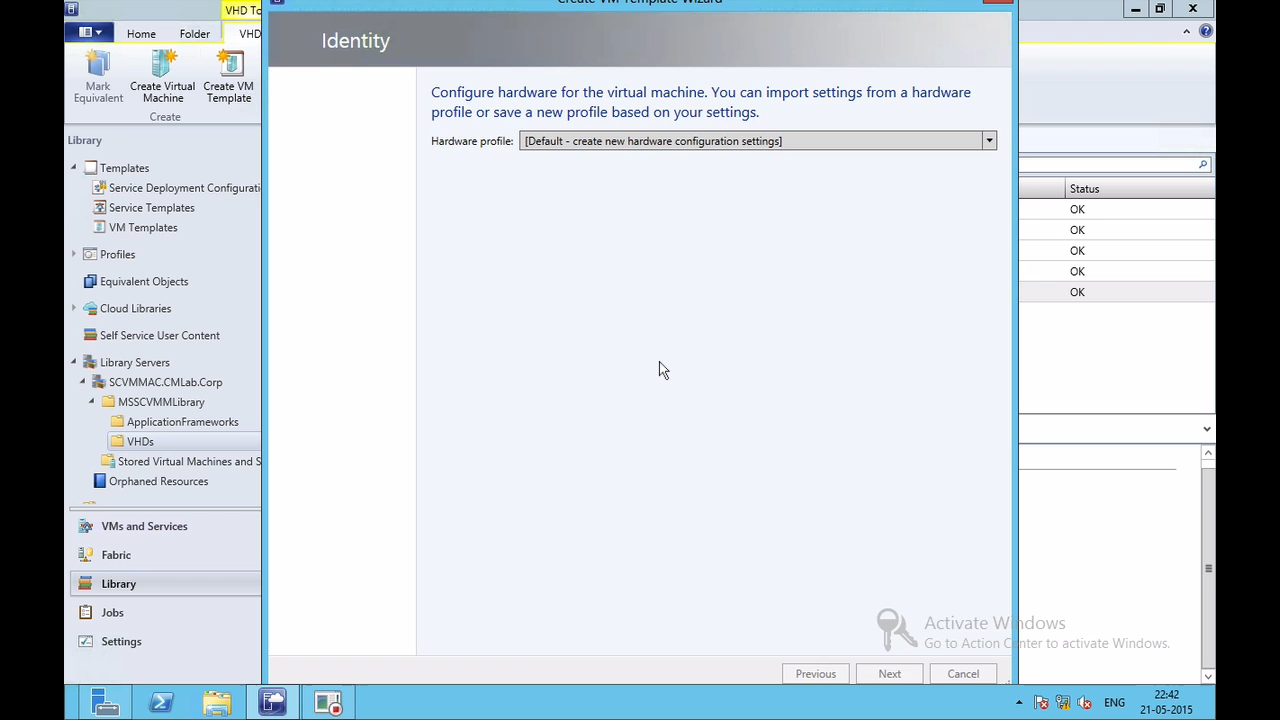 Create VM Template Wizard
VHD To
Home
Folder
VHD
Mark Equivalent
Create Virtual Machine
Create VM Template
Create
Library
Templates
Service Deployment Configurati
Service Templates
VM Templates
Profiles
Equivalent Objects
Cloud Libraries
Self Service User Content
Library Servers
SCVMMAC.CMLab.Corp
MSSCVMMLibrary
ApplicationFrameworks
VHDs
Stored Virtual Machines and S
Orphaned Resources
VMs and Services
Fabric
Library
Jobs
Settings
Identity
Configure hardware for the virtual machine. You can import settings from a hardware
profile or save a new profile based on your settings.
Hardware profile: [Default - create new hardware configuration settings]
Status
OK
OK
OK
OK
OK
Activate Windows
Go to Action Center to activate Windows.
Previous
Next
Cancel
ENG
22:42
21-05-2015